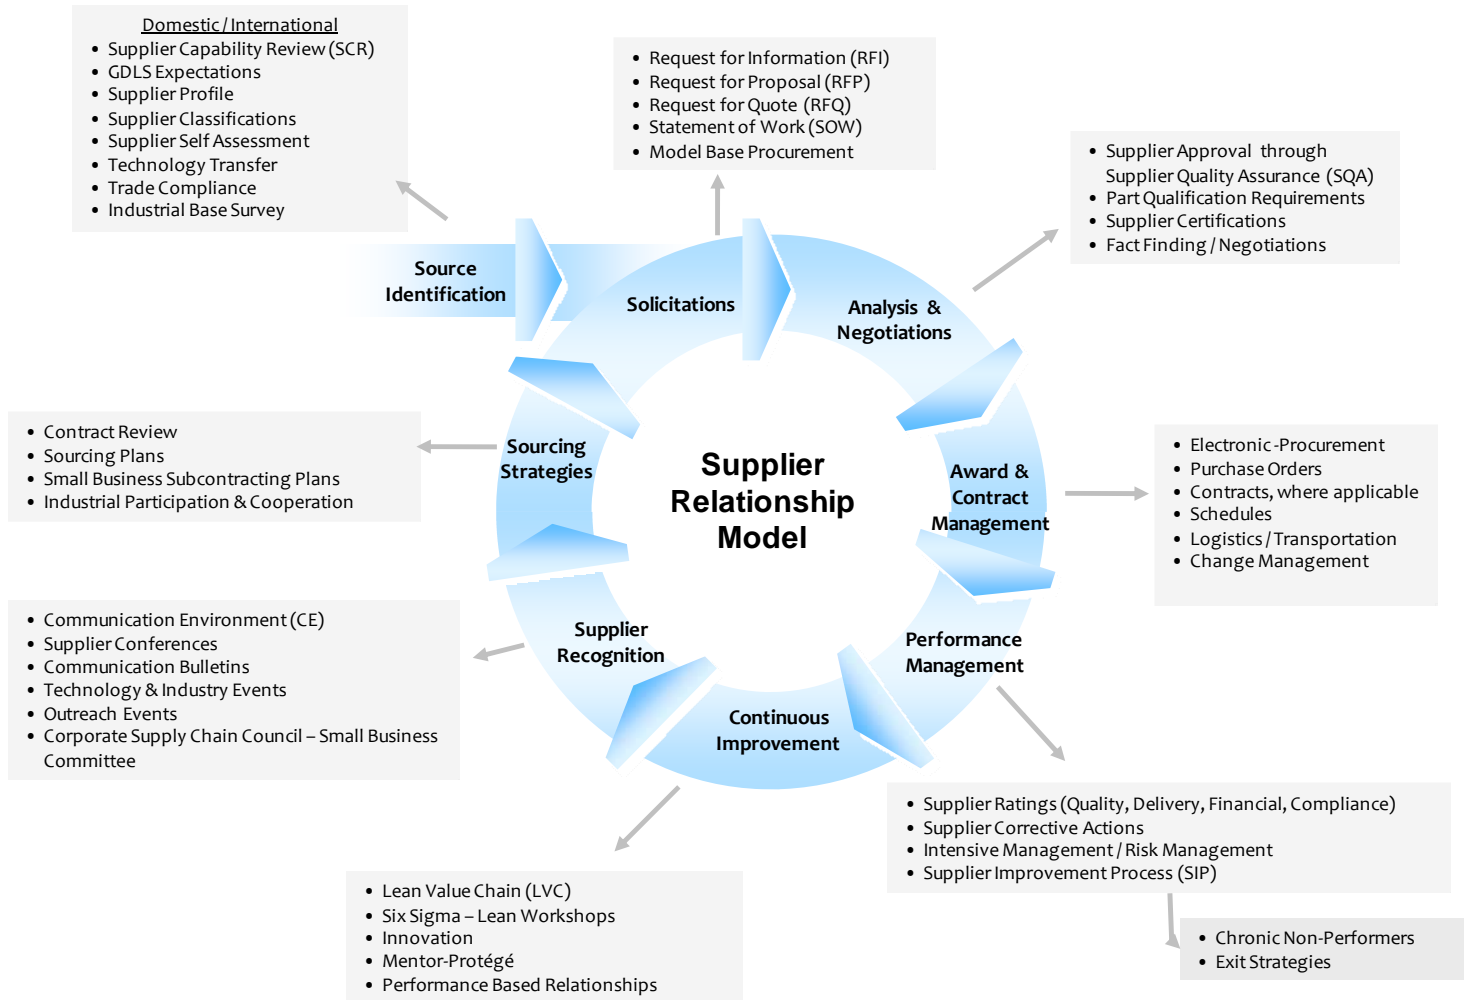 Domestic / International
• Supplier Capability Review (SCR)
• GDLS Expectations
• Supplier Profile
• Supplier Classifications
• Supplier Self Assessment
• Technology Transfer
• Trade Compliance
• Industrial Base Survey
• Request for Information (RFI)
• Request for Proposal (RFP)
• Request for Quote (RFQ)
• Statement of Work (SOW)
• Model Base Procurement
• Supplier Approval through
Supplier Quality Assurance (SQA)
• Part Qualification Requirements
• Supplier Certifications
• Fact Finding / Negotiations
Source
Identification
Solicitations
Analysis &
Negotiations
• Contract Review
• Sourcing Plans
• Small Business Subcontracting Plans
• Industrial Participation & Cooperation
Sourcing
Strategies
Supplier
Relationship
Model
Award &
Contract
Management
• Electronic -Procurement
• Purchase Orders
• Contracts, where applicable
• Schedules
• Logistics / Transportation
• Change Management
• Communication Environment (CE)
• Supplier Conferences
• Communication Bulletins
• Technology & Industry Events
• Outreach Events
• Corporate Supply Chain Council – Small Business
Committee
Supplier
Recognition
Performance
Management
Continuous
Improvement
• Supplier Ratings (Quality, Delivery, Financial, Compliance)
• Supplier Corrective Actions
• Intensive Management / Risk Management
• Supplier Improvement Process (SIP)
• Lean Value Chain (LVC)
• Six Sigma – Lean Workshops
• Innovation
• Mentor-Protégé
• Performance Based Relationships
• Chronic Non-Performers
• Exit Strategies